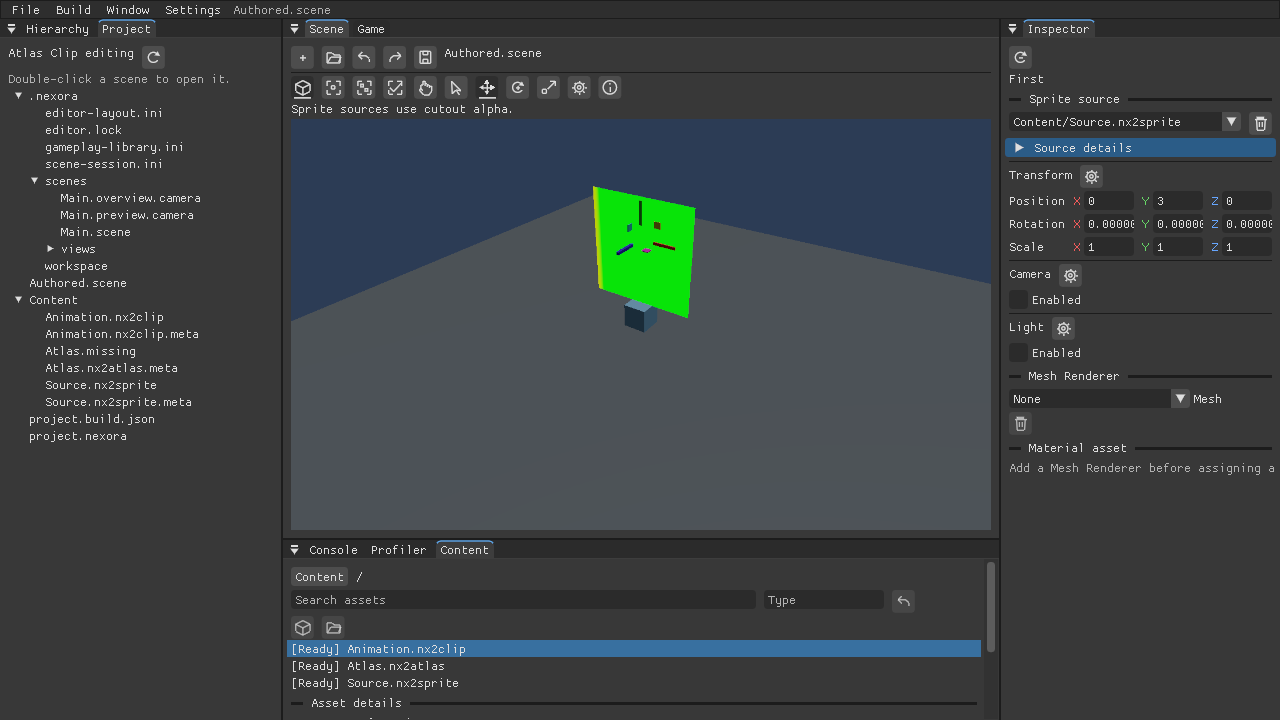 File Build Window Settings Authored.scene
Hierarchy Project
Atlas Clip editing
Double-click a scene to open it.
.nexora
editor-layout.ini
editor.lock
gameplay-library.ini
scene-session.ini
scenes
Main.overview.camera
Main.preview.camera
Main.scene
views
workspace
Authored.scene
Content
Animation.nx2clip
Animation.nx2clip.meta
Atlas.missing
Atlas.nx2atlas.meta
Source.nx2sprite
Source.nx2sprite.meta
project.build.json
project.nexora
Scene Game
+ Authored.scene
Sprite sources use cutout alpha.
Console Profiler Content
Content /
Search assets Type
[Ready] Animation.nx2clip
[Ready] Atlas.nx2atlas
[Ready] Source.nx2sprite
Asset details
Inspector
First
Sprite source
Content/Source.nx2sprite
Source details
Transform
Position X 0 Y 3 Z 0
Rotation X 0.0000 Y 0.0000 Z 0.0000
Scale X 1 Y 1 Z 1
Camera
Enabled
Light
Enabled
Mesh Renderer
None Mesh
Material asset
Add a Mesh Renderer before assigning a